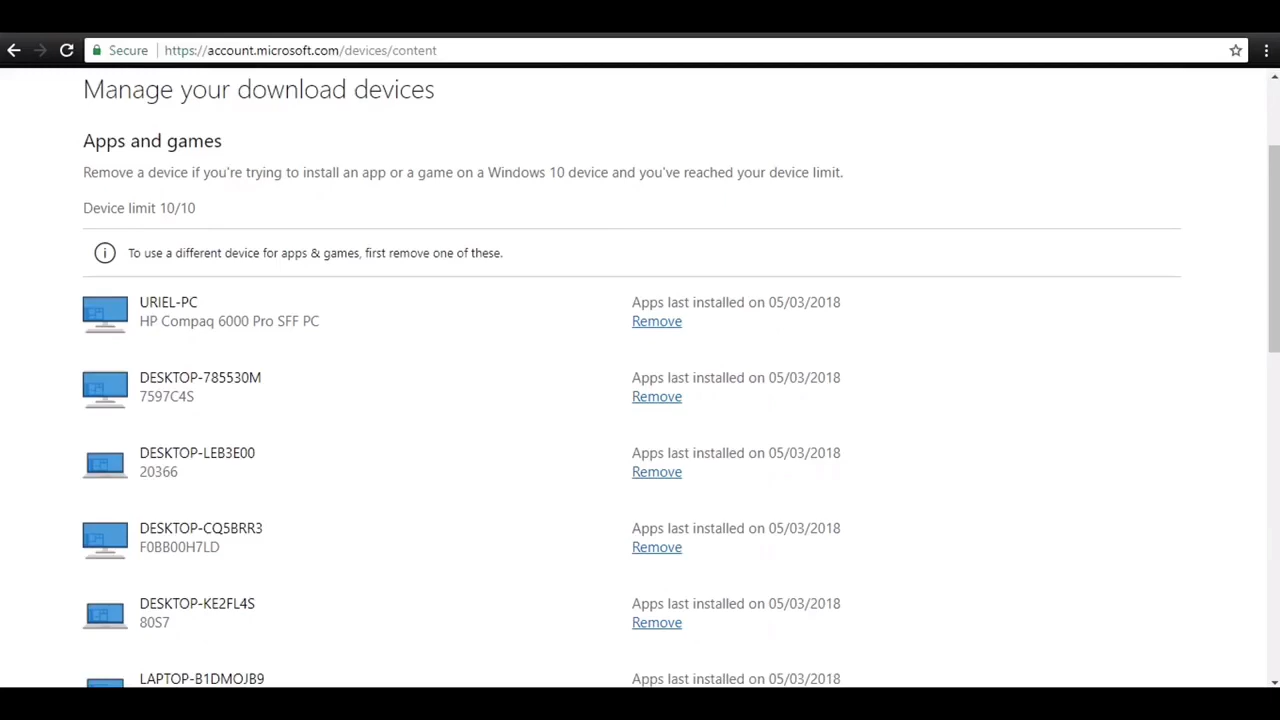 Secure https://account.microsoft.com/devices/content
Manage your download devices
Apps and games
Remove a device if you're trying to install an app or a game on a Windows 10 device and you've reached your device limit.
Device limit 10/10
To use a different device for apps & games, first remove one of these.
URIEL-PC Apps last installed on 05/03/2018
HP Compaq 6000 Pro SFF PC Remove
DESKTOP-785530M Apps last installed on 05/03/2018
7597C4S Remove
DESKTOP-LEB3E00 Apps last installed on 05/03/2018
20366 Remove
DESKTOP-CQ5BRR3 Apps last installed on 05/03/2018
F0BB00H7LD Remove
DESKTOP-KE2FL4S Apps last installed on 05/03/2018
80S7 Remove
LAPTOP-B1DMOJB9 Apps last installed on 05/03/2018